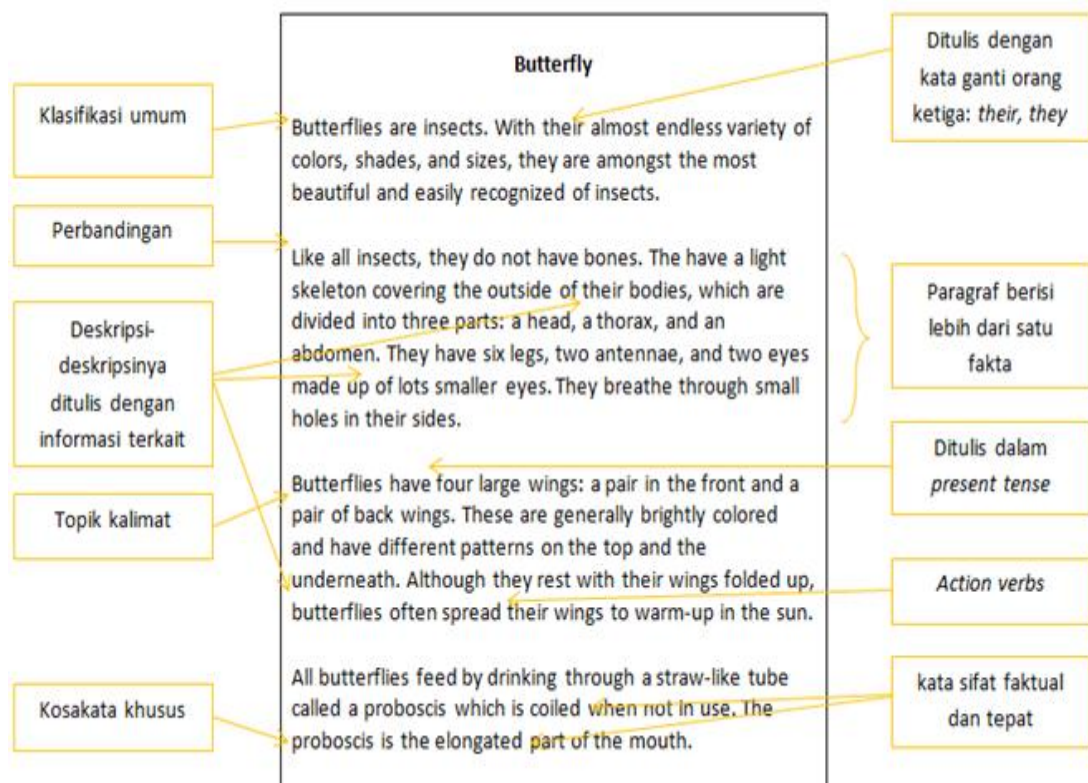 Butterfly
Butterflies are insects. With their almost endless variety of
colors, shades, and sizes, they are amongst the most
beautiful and easily recognized of insects.
Like all insects, they do not have bones. The have a light
skeleton covering the outside of their bodies, which are
divided into three parts: a head, a thorax, and an
abdomen. They have six legs, two antennae, and two eyes
made up of lots smaller eyes. They breathe through small
holes in their sides.
Butterflies have four large wings: a pair in the front and a
pair of back wings. These are generally brightly colored
and have different patterns on the top and the
underneath. Although they rest with their wings folded up,
butterflies often spread their wings to warm-up in the sun.
All butterflies feed by drinking through a straw-like tube
called a proboscis which is coiled when not in use. The
proboscis is the elongated part of the mouth.
Klasifikasi umum
Perbandingan
Deskripsi-
deskripsinya
ditulis dengan
informasi terkait
Topik kalimat
Kosakata khusus
Ditulis dengan
kata ganti orang
ketiga: their, they
Paragraf berisi
lebih dari satu
fakta
Ditulis dalam
present tense
Action verbs
kata sifat faktual
dan tepat